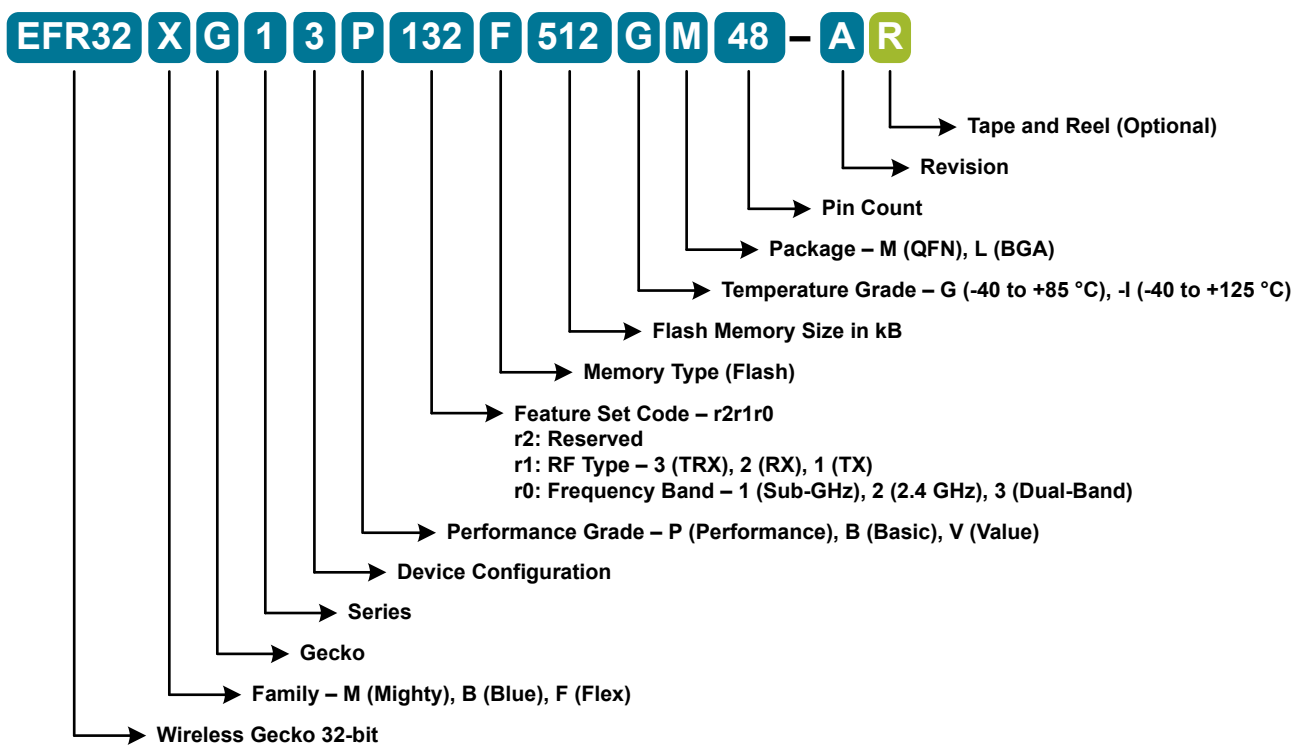 EFR32 X G 1 3 P 132 F 512 G M 48 – A R
Tape and Reel (Optional)
Revision
Pin Count
Package – M (QFN), L (BGA)
Temperature Grade – G (-40 to +85 °C), -I (-40 to +125 °C)
Flash Memory Size in kB
Memory Type (Flash)
Feature Set Code – r2r1r0
r2: Reserved
r1: RF Type – 3 (TRX), 2 (RX), 1 (TX)
r0: Frequency Band – 1 (Sub-GHz), 2 (2.4 GHz), 3 (Dual-Band)
Performance Grade – P (Performance), B (Basic), V (Value)
Device Configuration
Series
Gecko
Family – M (Mighty), B (Blue), F (Flex)
Wireless Gecko 32-bit